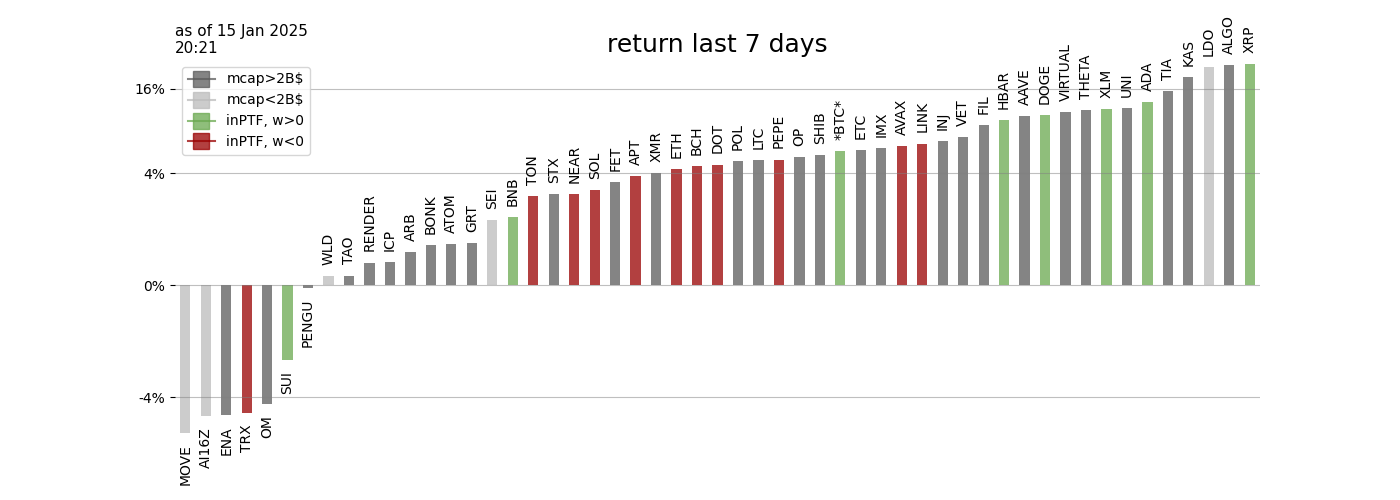 as of 15 Jan 2025
20:21
return last 7 days
mcap>2B$
mcap<2B$
inPTF, w>0
inPTF, w<0
16%
4%
0%
-4%
MOVE
AI16Z
ENA
TRX
OM
SUI
PENGU
WLD
TAO
RENDER
ICP
ARB
BONK
ATOM
GRT
SEI
BNB
TON
STX
NEAR
SOL
FET
APT
XMR
ETH
BCH
DOT
POL
LTC
PEPE
OP
SHIB
*BTC*
ETC
IMX
AVAX
LINK
INJ
VET
FIL
HBAR
AAVE
DOGE
VIRTUAL
THETA
XLM
UNI
ADA
TIA
KAS
LDO
ALGO
XRP